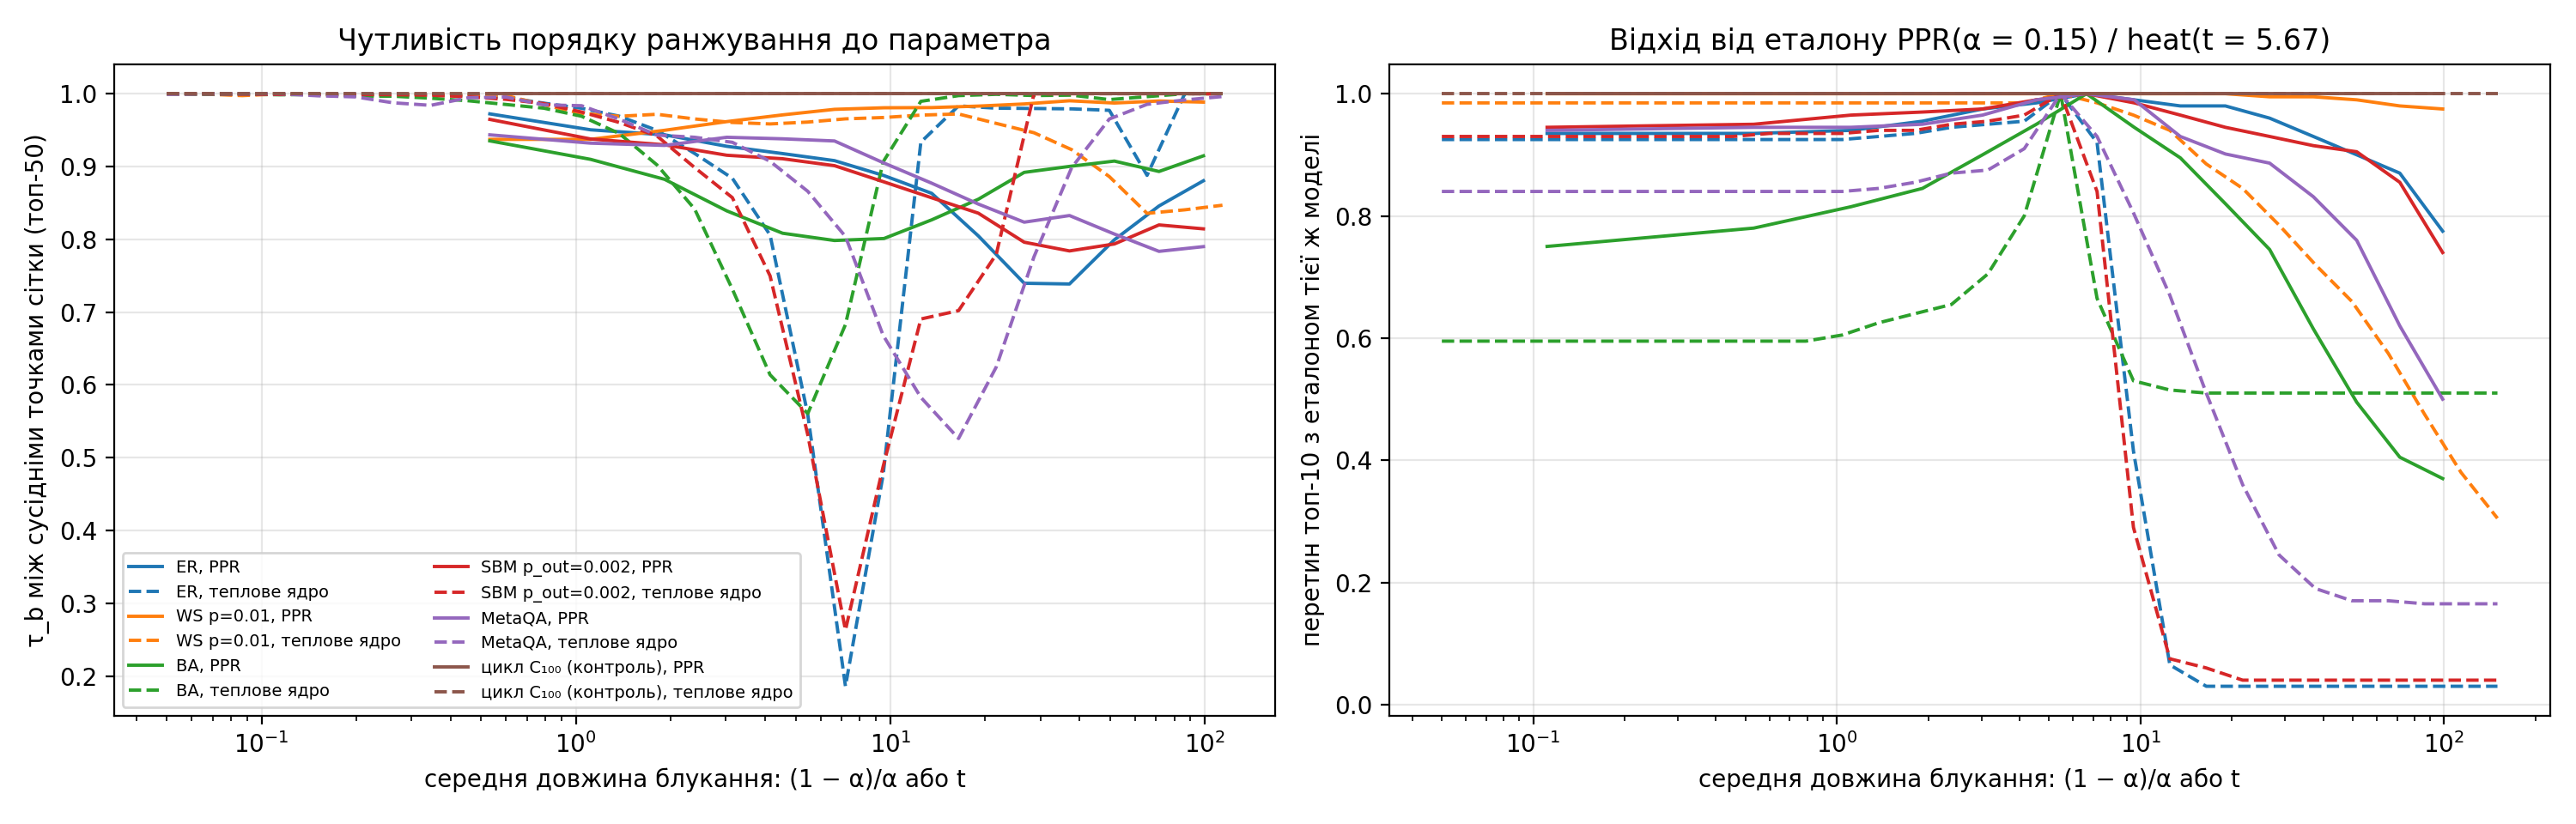 Чутливість порядку ранжування до параметра
τ_b між сусідніми точками сітки (топ-50)
1.0
0.9
0.8
0.7
0.6
0.5
0.4
0.3
0.2
ER, PPR
ER, теплове ядро
WS p=0.01, PPR
WS p=0.01, теплове ядро
BA, PPR
BA, теплове ядро
SBM p_out=0.002, PPR
SBM p_out=0.002, теплове ядро
MetaQA, PPR
MetaQA, теплове ядро
цикл C₁₀₀ (контроль), PPR
цикл C₁₀₀ (контроль), теплове ядро
10⁻¹ 10⁰ 10¹ 10²
середня довжина блукання: (1 − α)/α або t
Відхід від еталону PPR(α = 0.15) / heat(t = 5.67)
перетин топ-10 з еталоном тієї ж моделі
1.0
0.8
0.6
0.4
0.2
0.0
10⁻¹ 10⁰ 10¹ 10²
середня довжина блукання: (1 − α)/α або t